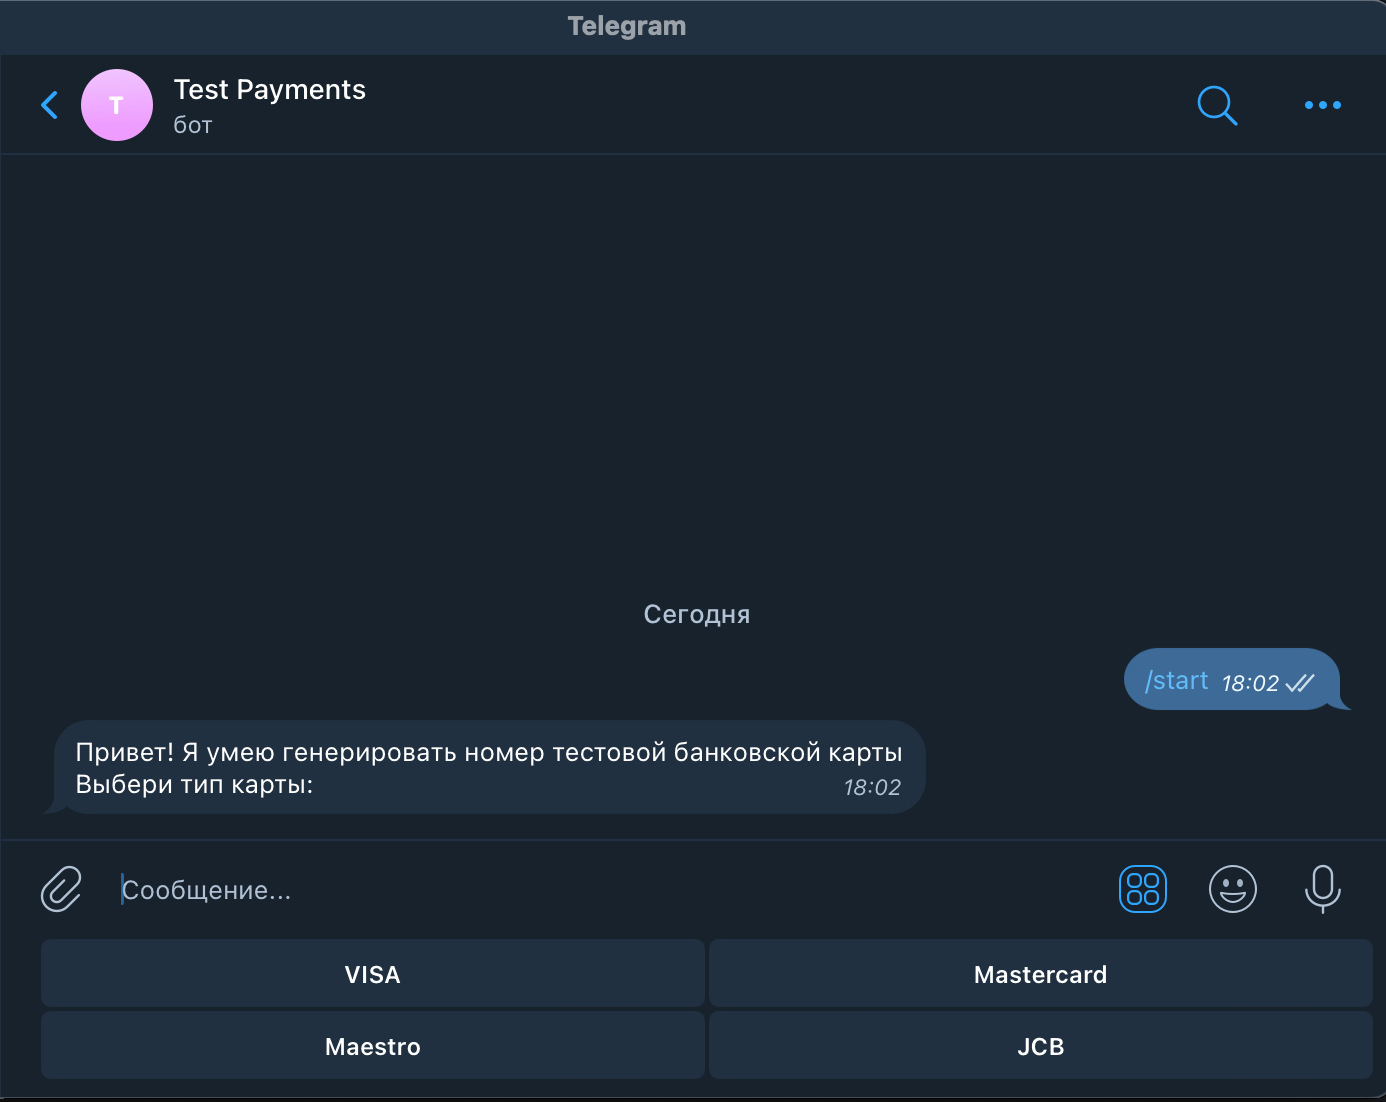 Telegram
T
Test Payments
бот
Сегодня
/start 18:02
Привет! Я умею генерировать номер тестовой банковской карты
Выбери тип карты:
18:02
Сообщение...
VISA
Mastercard
Maestro
JCB